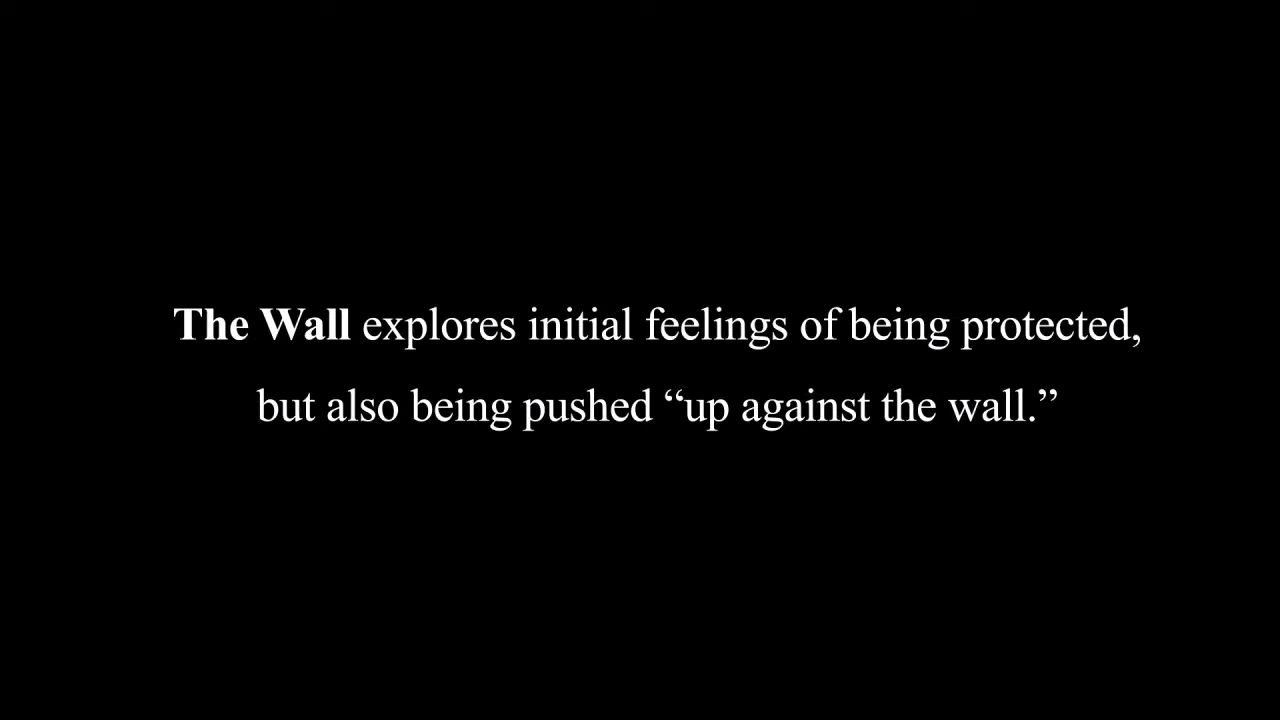 The Wall explores initial feelings of being protected,
but also being pushed “up against the wall.”